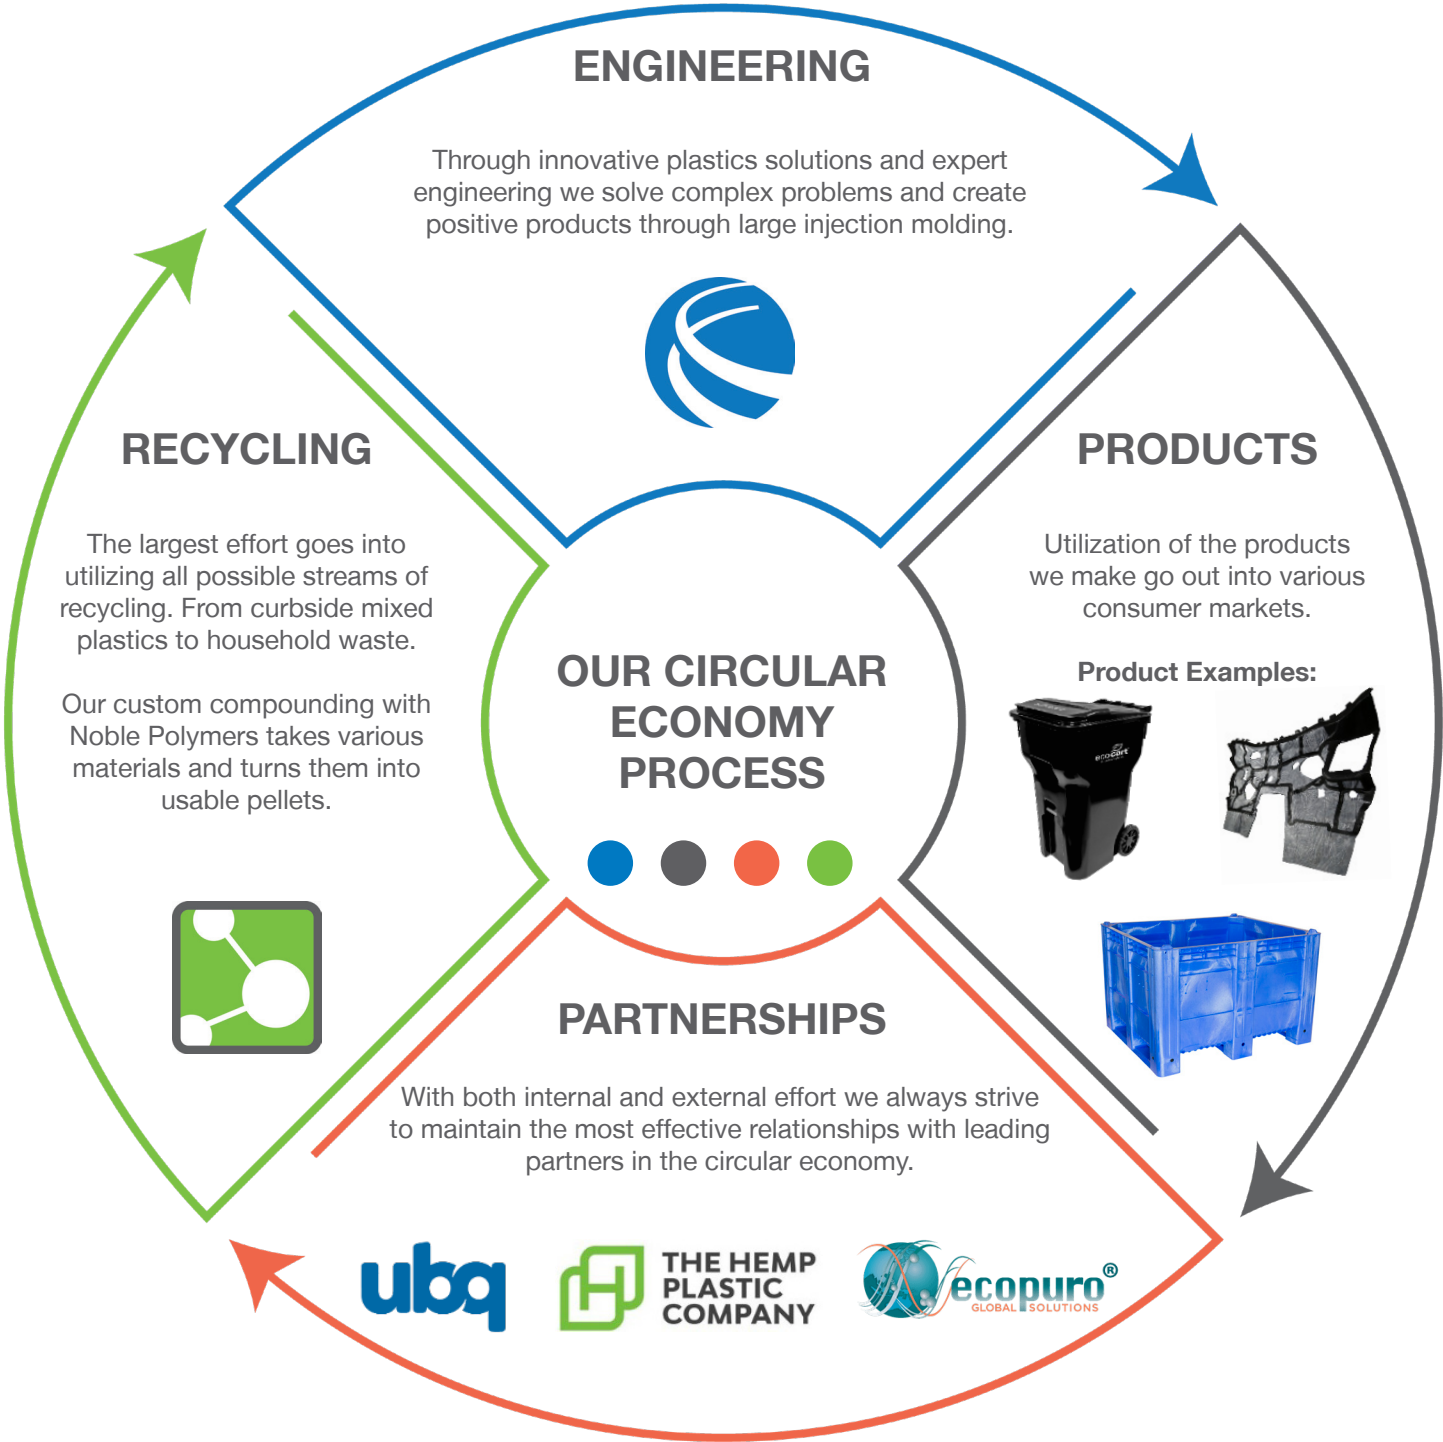 ENGINEERING
Through innovative plastics solutions and expert
engineering we solve complex problems and create
positive products through large injection molding.
RECYCLING
The largest effort goes into
utilizing all possible streams of
recycling. From curbside mixed
plastics to household waste.
Our custom compounding with
Noble Polymers takes various
materials and turns them into
usable pellets.
OUR CIRCULAR
ECONOMY
PROCESS
PRODUCTS
Utilization of the products
we make go out into various
consumer markets.
Product Examples:
ecocart
PARTNERSHIPS
With both internal and external effort we always strive
to maintain the most effective relationships with leading
partners in the circular economy.
ubq
THE HEMP
PLASTIC
COMPANY
ecopuro®
GLOBAL SOLUTIONS